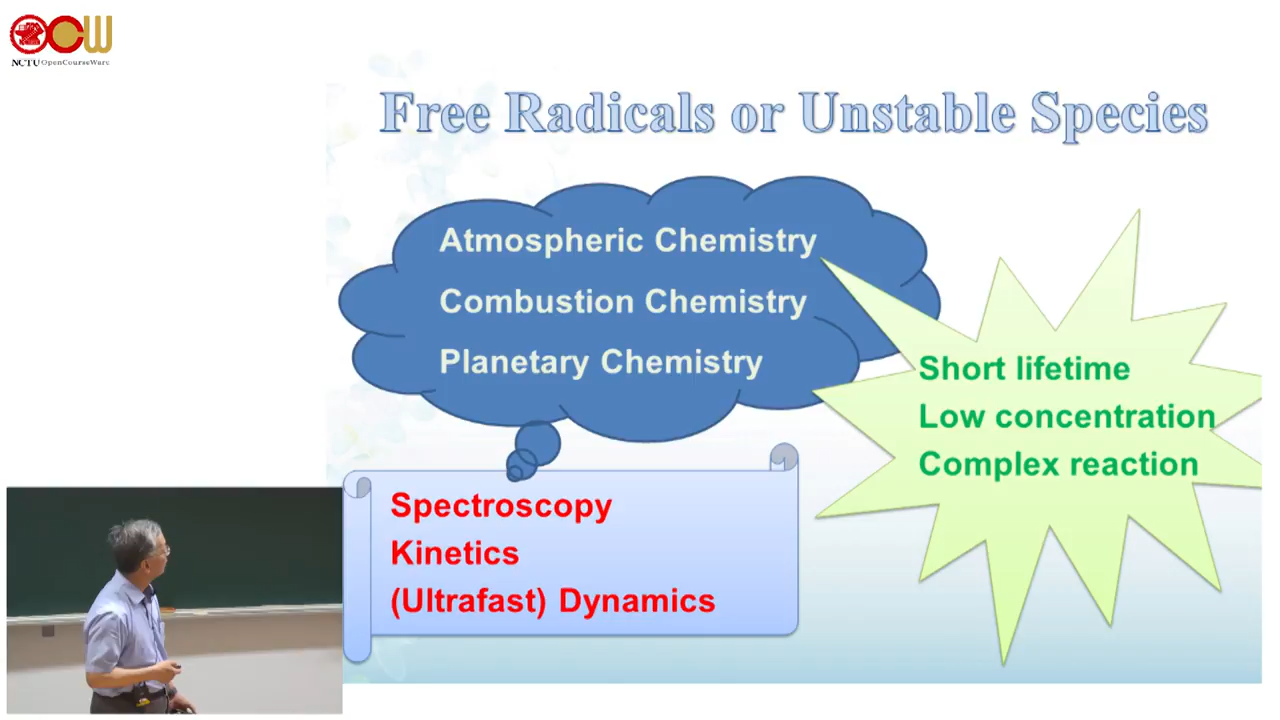 NCTU OpenCourseWare
Free Radicals or Unstable Species
Atmospheric Chemistry
Combustion Chemistry
Planetary Chemistry
Short lifetime
Low concentration
Complex reaction
Spectroscopy
Kinetics
(Ultrafast) Dynamics